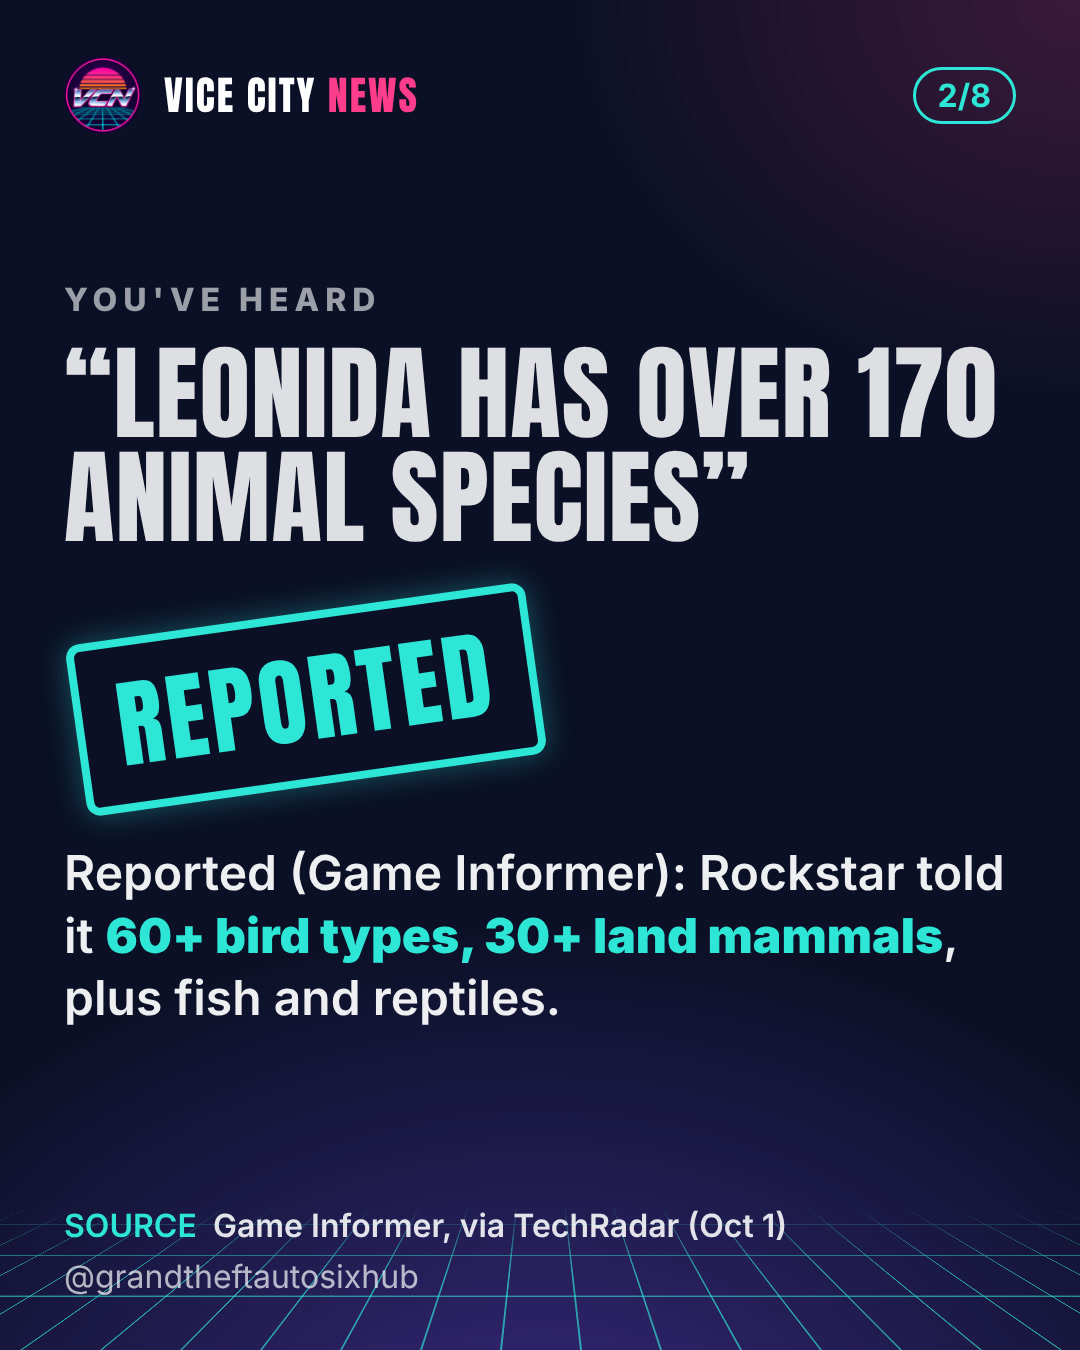 VCN
VICE CITY NEWS
2/8
YOU'VE HEARD
“LEONIDA HAS OVER 170
ANIMAL SPECIES”
REPORTED
Reported (Game Informer): Rockstar told
it 60+ bird types, 30+ land mammals,
plus fish and reptiles.
SOURCE Game Informer, via TechRadar (Oct 1)
@grandtheftautosixhub